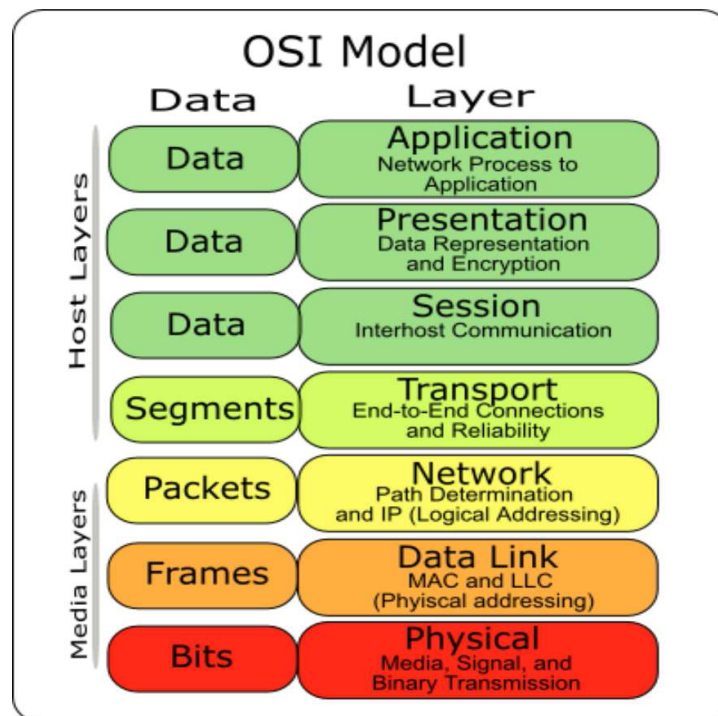 OSI Model
Data Layer
Host Layers
Data
Application
Network Process to
Application
Data
Presentation
Data Representation
and Encryption
Data
Session
Interhost Communication
Segments
Transport
End-to-End Connections
and Reliability
Media Layers
Packets
Network
Path Determination
and IP (Logical Addressing)
Frames
Data Link
MAC and LLC
(Phyiscal addressing)
Bits
Physical
Media, Signal, and
Binary Transmission